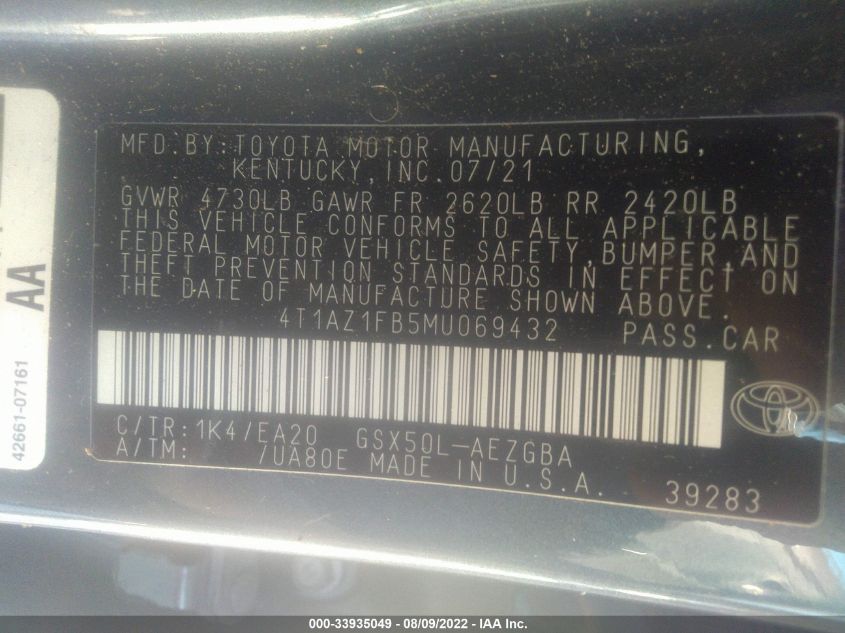 MFD.BY:TOYOTA MOTOR MANUFACTURING,
KENTUCKY,INC.07/21
GVWR 4730LB GAWR FR 2620LB RR 2420LB
THIS VEHICLE CONFORMS TO ALL APPLICABLE
FEDERAL MOTOR VEHICLE SAFETY,BUMPER,AND
THEFT PREVENTION STANDARDS IN EFFECT ON
THE DATE OF MANUFACTURE SHOWN ABOVE.
4T1AZ1FB5MU069432 PASS.CAR
C/TR:1K4/EA20 GSX50L-AEZGBA
A/TM: /UA80E MADE IN U.S.A.
39283
AA
42661-07161
000-33935049 - 08/09/2022 - IAA Inc.